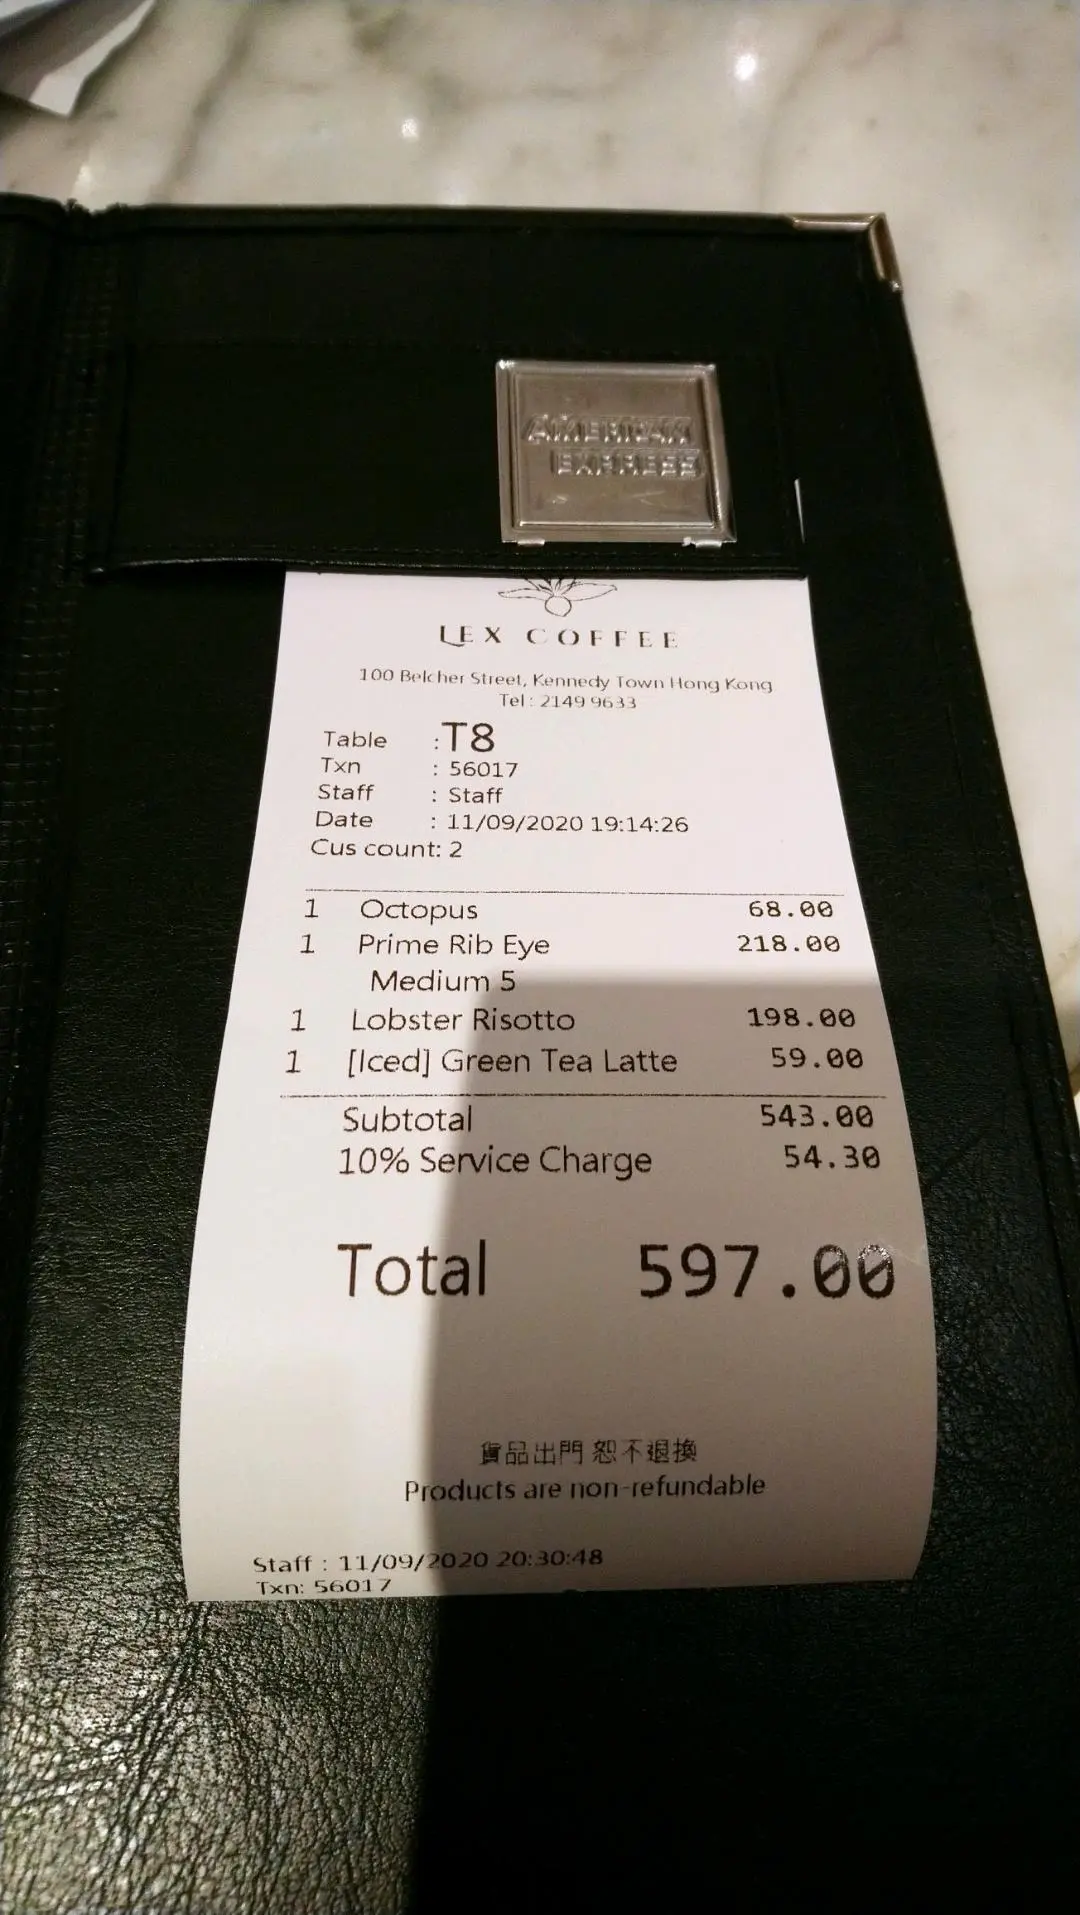 AMERICAN
EXPRESS
LEX COFFEE
100 Belcher Street, Kennedy Town Hong Kong
Tel : 2149 9633
Table : T8
Txn : 56017
Staff : Staff
Date : 11/09/2020 19:14:26
Cus count: 2
1 Octopus 68.00
1 Prime Rib Eye 218.00
Medium 5
1 Lobster Risotto 198.00
1 [Iced] Green Tea Latte 59.00
Subtotal 543.00
10% Service Charge 54.30
Total 597.00
貨品出門 恕不退換
Products are non-refundable
Staff : 11/09/2020 20:30:48
Txn: 56017